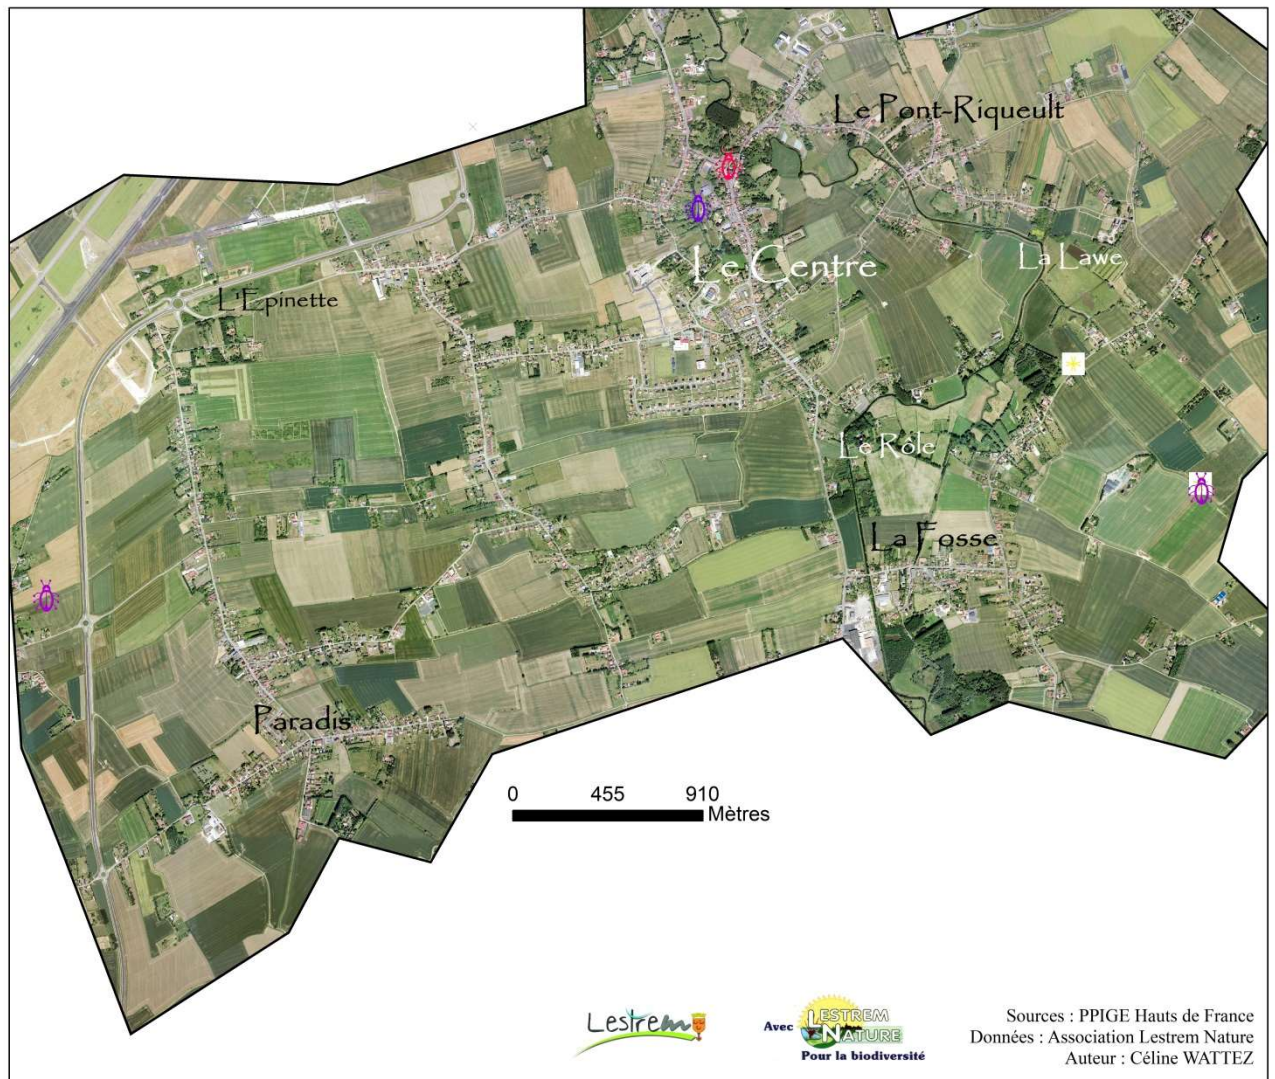 Le Pont-Riqueult
Le Centre
La Lawe
L'Epinette
Le Rôle
La Fosse
Paradis
0 455 910
Mètres
Lestrem
Avec LESTREM
NATURE
Pour la biodiversité
Sources : PPIGE Hauts de France
Données : Association Lestrem Nature
Auteur : Céline WATTEZ